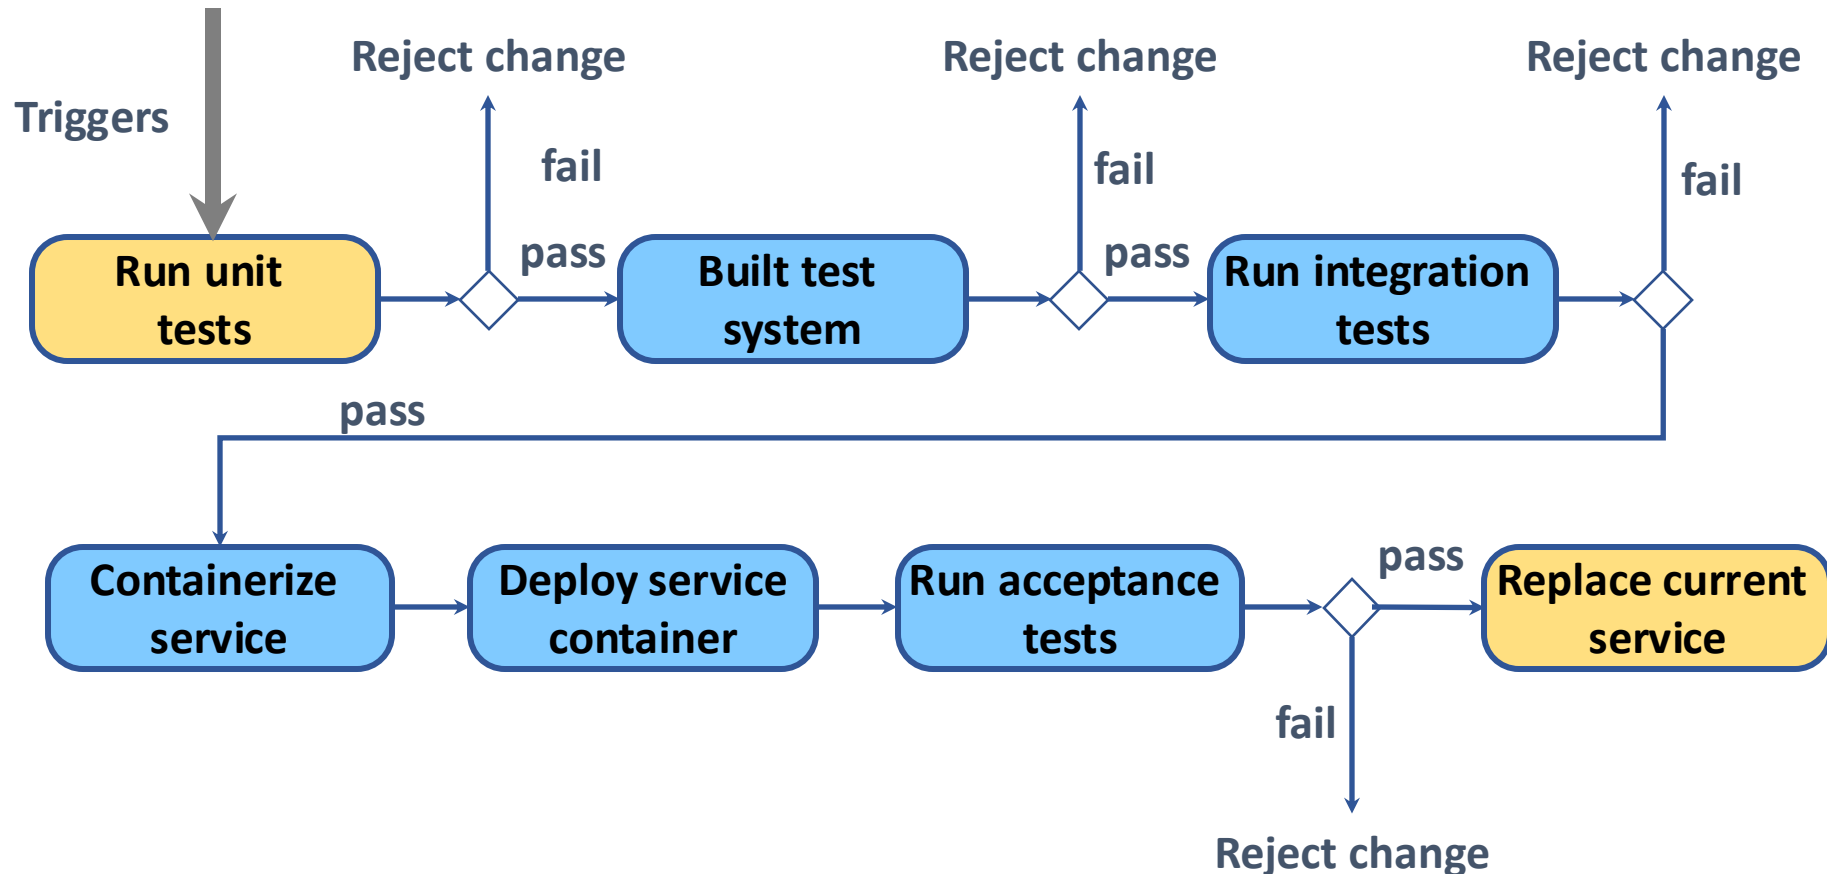 Reject change
Reject change
Reject change
Triggers
fail
fail
fail
pass
pass
Run unit
tests
Built test
system
Run integration
tests
pass
Containerize
service
Deploy service
container
Run acceptance
tests
pass
Replace current
service
fail
Reject change